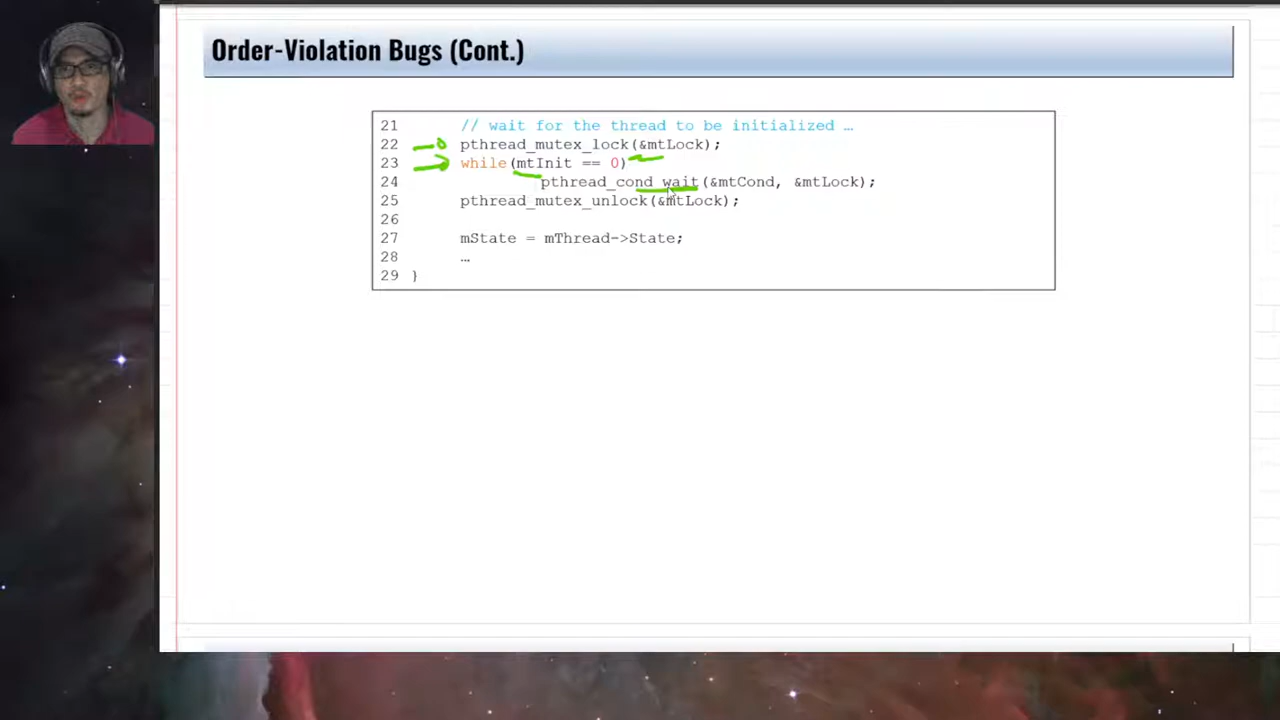 Order-Violation Bugs (Cont.)
21 // wait for the thread to be initialized …
22 pthread_mutex_lock(&mtLock);
23 while(mtInit == 0)
24 pthread_cond_wait(&mtCond, &mtLock);
25 pthread_mutex_unlock(&mtLock);
26
27 mState = mThread->State;
28 …
29 }